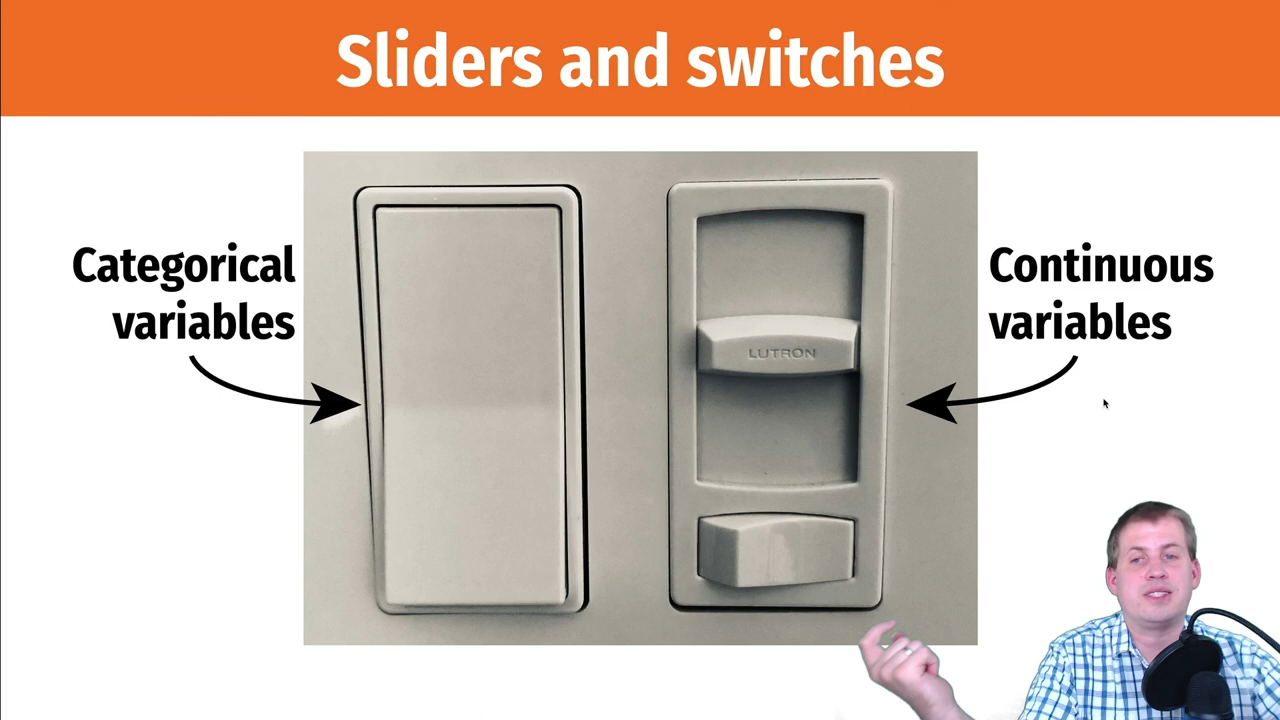 Sliders and switches
Categorical
variables
Continuous
variables
LUTRON